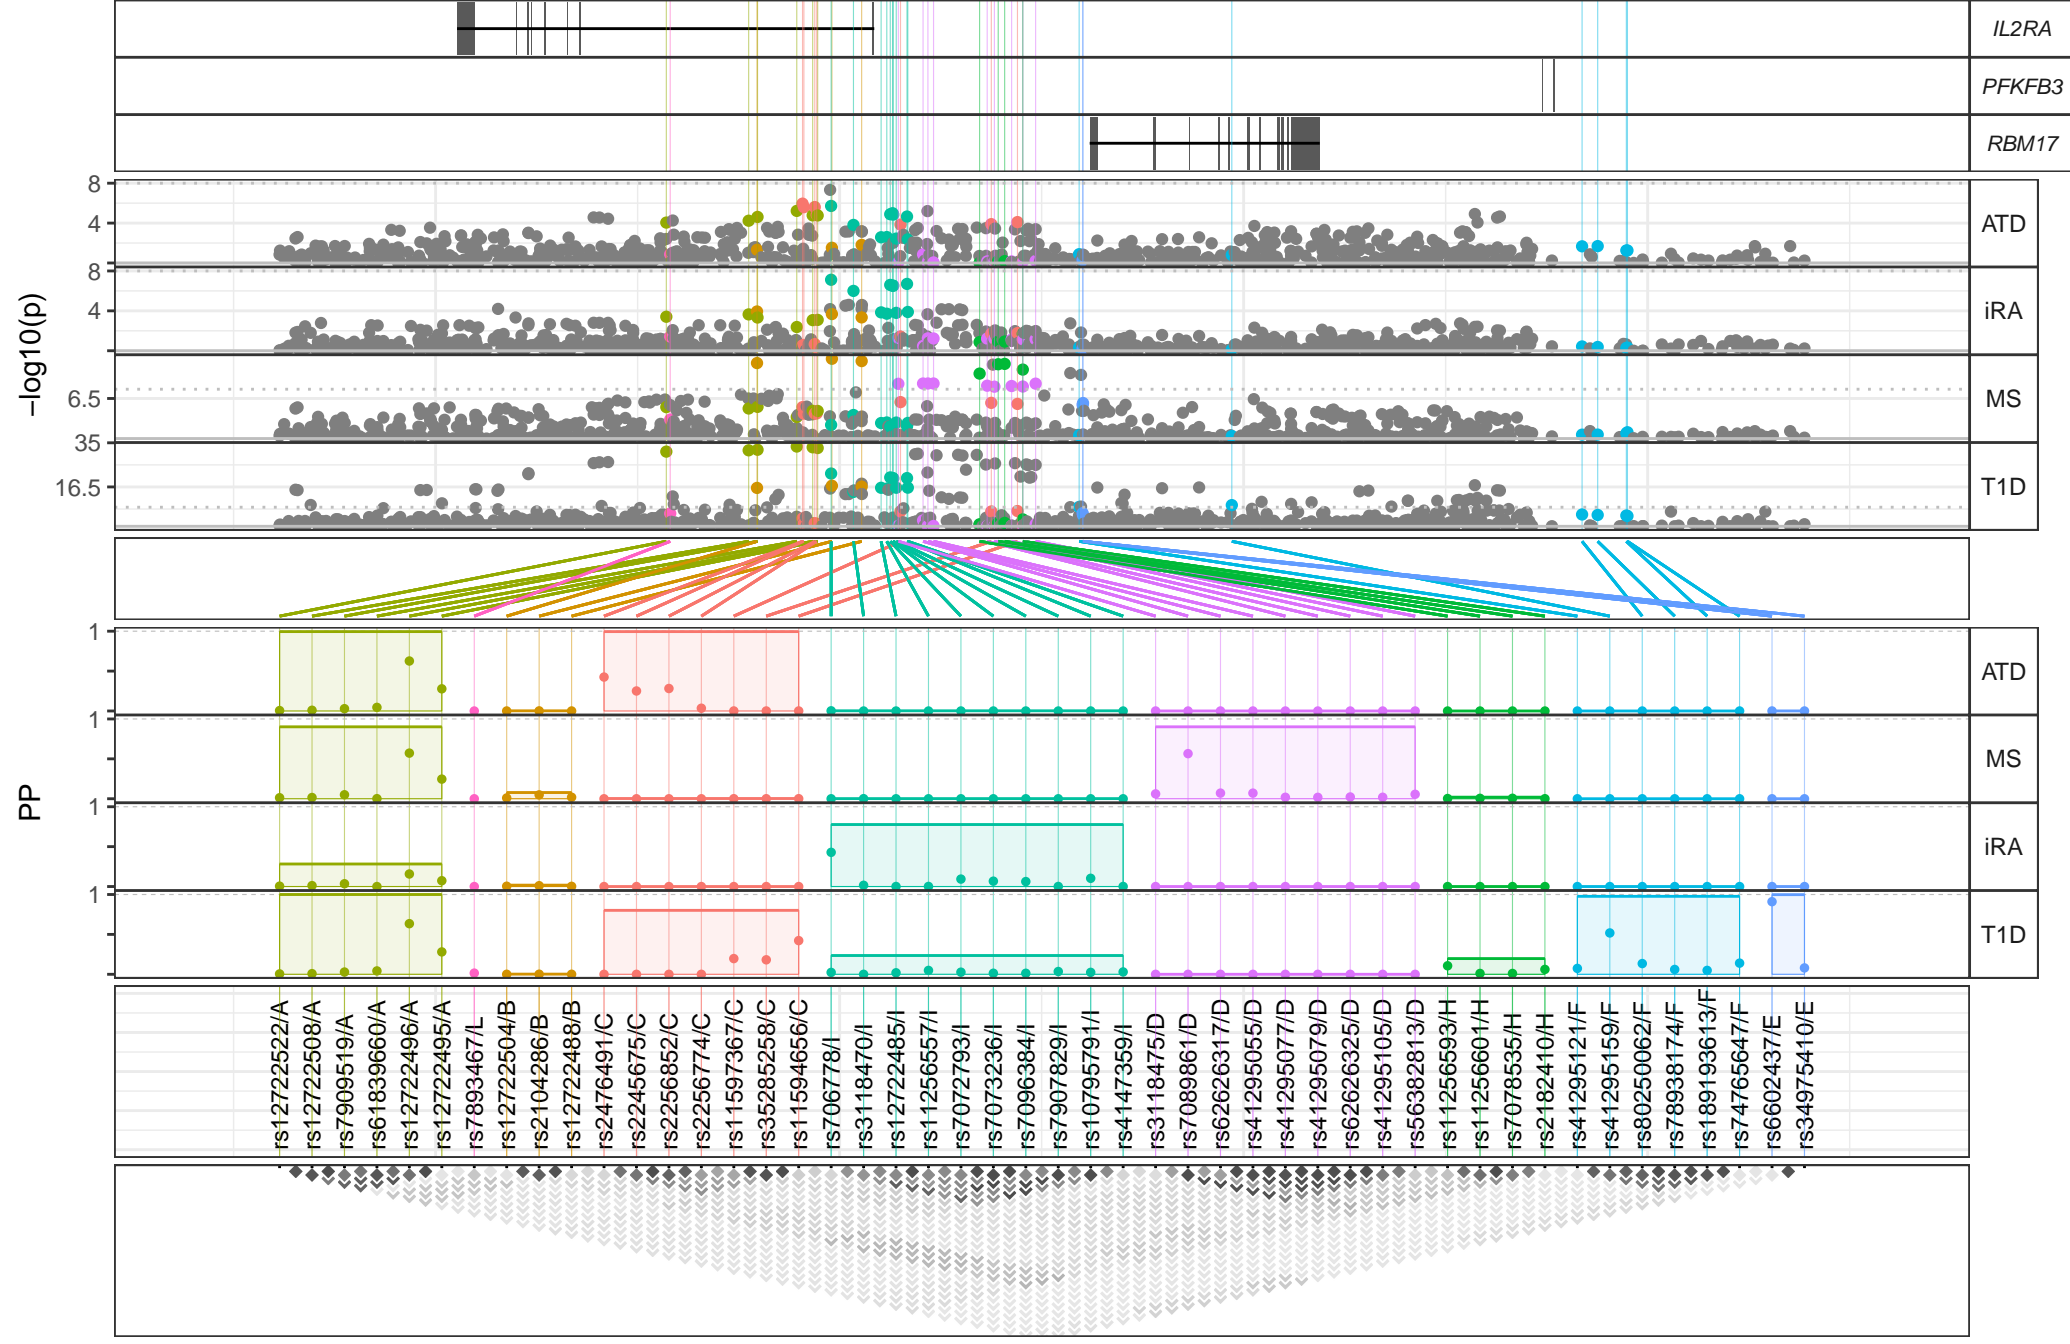 IL2RA
PFKFB3
RBM17
−log10(p)
8
4
ATD
8
4
iRA
6.5
MS
35
16.5
T1D
PP
1
ATD
1
MS
1
iRA
1
T1D
rs12722522/A
rs12722508/A
rs7909519/A
rs61839660/A
rs12722496/A
rs12722495/A
rs7893467/L
rs12722504/B
rs2104286/B
rs12722488/B
rs2476491/C
rs2245675/C
rs2256852/C
rs2256774/C
rs11597367/C
rs35285258/C
rs11594656/C
rs706778/I
rs3118470/I
rs12722485/I
rs11256557/I
rs7072793/I
rs7073236/I
rs7096384/I
rs7907829/I
rs10795791/I
rs4147359/I
rs3118475/D
rs7089861/D
rs62626317/D
rs41295055/D
rs41295077/D
rs41295079/D
rs62626325/D
rs41295105/D
rs56382813/D
rs11256593/H
rs11256601/H
rs7078535/H
rs2182410/H
rs41295121/F
rs41295159/F
rs80250062/F
rs78938174/F
rs189193613/F
rs74765647/F
rs6602437/E
rs34975410/E